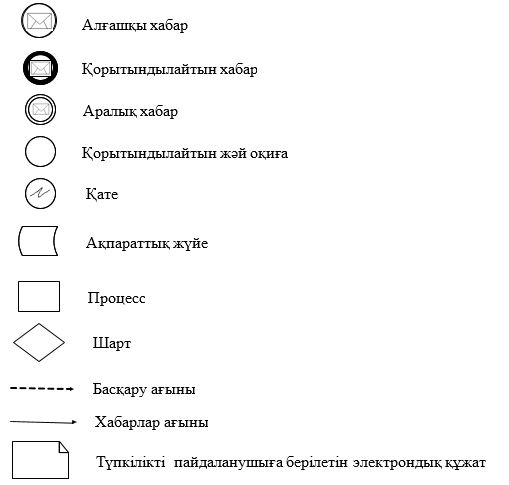 Алғашқы хабар
Қорытындылайтын хабар
Аралық хабар
Қорытындылайтын жәй оқиға
Қате
Ақпараттық жүйе
Процесс
Шарт
Басқару ағыны
Хабарлар ағыны
Түпкілікті пайдаланушыға берілетін электрондық құжат